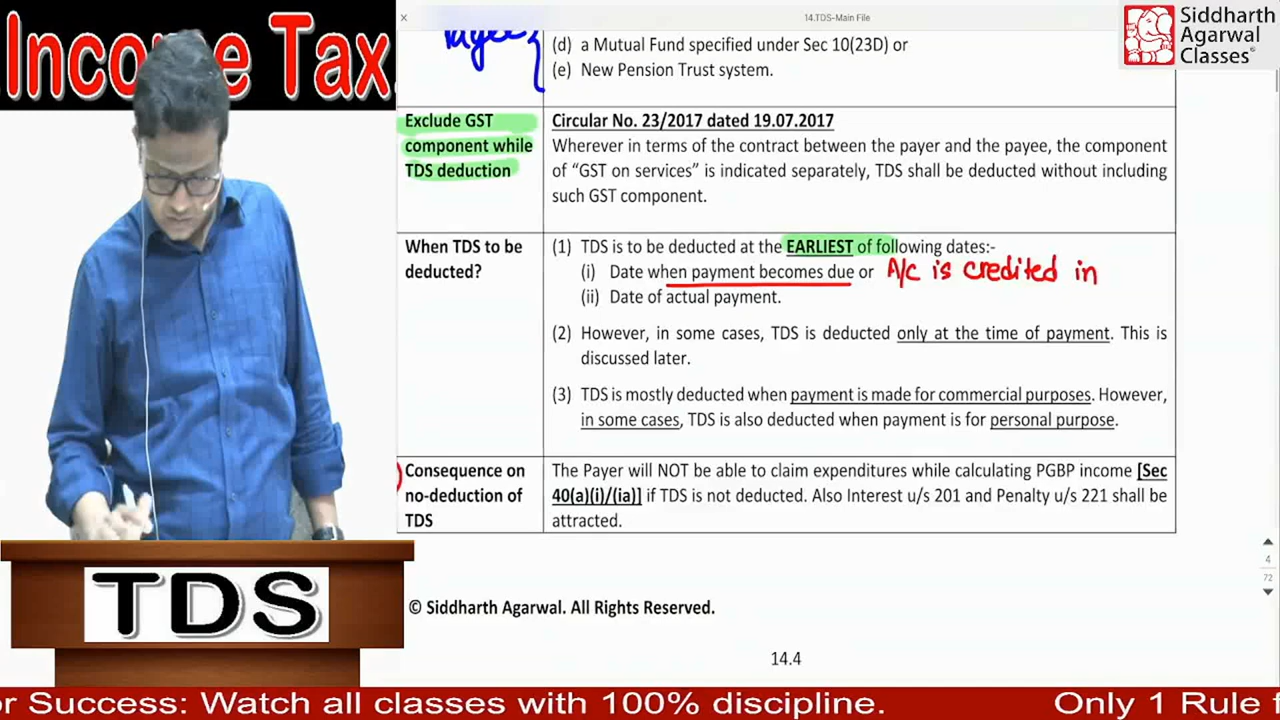 Income Tax.
14.TDS-Main File
Siddharth
Agarwal
Classes®
Payee
(d) a Mutual Fund specified under Sec 10(23D) or
(e) New Pension Trust system.
Exclude GST
component while
TDS deduction
Circular No. 23/2017 dated 19.07.2017
Wherever in terms of the contract between the payer and the payee, the component
of “GST on services” is indicated separately, TDS shall be deducted without including
such GST component.
When TDS to be
deducted?
(1) TDS is to be deducted at the EARLIEST of following dates:-
(i) Date when payment becomes due or A/c is credited in
(ii) Date of actual payment.
(2) However, in some cases, TDS is deducted only at the time of payment. This is
discussed later.
(3) TDS is mostly deducted when payment is made for commercial purposes. However,
in some cases, TDS is also deducted when payment is for personal purpose.
Consequence on
no-deduction of
TDS
The Payer will NOT be able to claim expenditures while calculating PGBP income [Sec
40(a)(i)/(ia)] if TDS is not deducted. Also Interest u/s 201 and Penalty u/s 221 shall be
attracted.
4
72
© Siddharth Agarwal. All Rights Reserved.
14.4
TDS
or Success: Watch all classes with 100% discipline. Only 1 Rule f